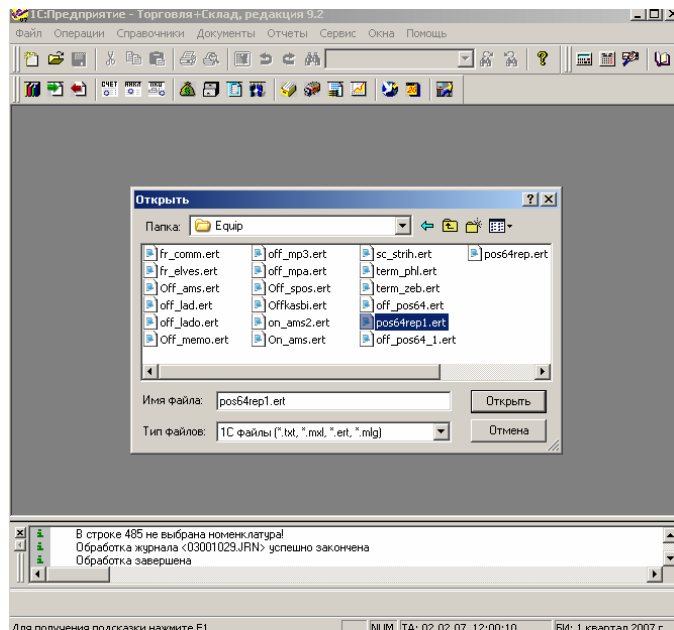 1С:Предприятие - Торговля+Склад, редакция 9.2
Файл Операции Справочники Документы Отчеты Сервис Окна Помощь
Открыть
Папка: Equip
fr_comm.ert off_mp3.ert sc_strih.ert pos64rep.ert
fr_elves.ert off_mpa.ert term_phl.ert
Off_ams.ert Off_spos.ert term_zeb.ert
off_lad.ert Offkasbi.ert off_pos64.ert
off_lado.ert on_ams2.ert pos64rep1.ert
Off_memo.ert On_ams.ert off_pos64_1.ert
Имя файла: pos64rep1.ert Открыть
Тип файлов: 1С файлы (*.txt, *.mxl, *.ert, *.mlg) Отмена
В строке 485 не выбрана номенклатура!
Обработка журнала <03001029.JRN> успешно закончена
Обработка завершена
Для получения подсказки нажмите F1 NUM ТА: 02.02.07 12:00:10 БИ: 1 квартал 2007 г.